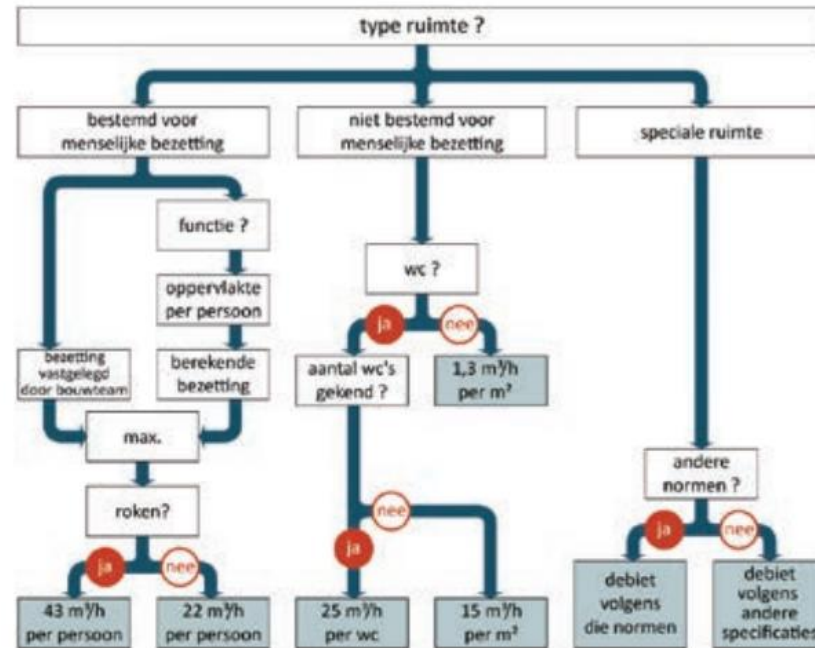 type ruimte ?
bestemd voor
menselijke bezetting
niet bestemd voor
menselijke bezetting
speciale ruimte
functie ?
wc ?
oppervlakte
per persoon
ja
nee
bezetting
vastgelegd
door bouwteam
berekende
bezetting
aantal wc's
gekend ?
1,3 m³/h
per m²
max.
andere
normen ?
roken?
nee
ja
ja
nee
ja
nee
43 m³/h
per persoon
22 m³/h
per persoon
25 m³/h
per wc
15 m³/h
per m²
debiet
volgens
die normen
debiet
volgens
andere
specificaties